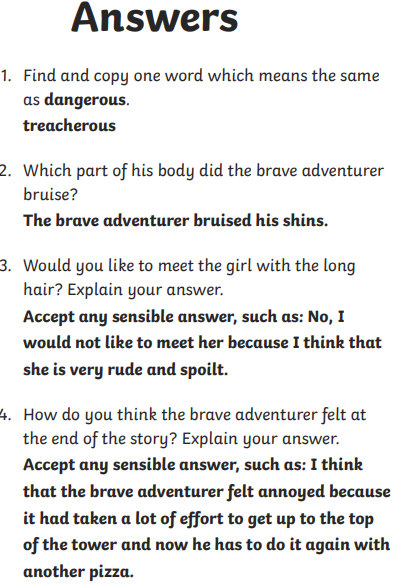 Answers
1. Find and copy one word which means the same
as dangerous.
treacherous
2. Which part of his body did the brave adventurer
bruise?
The brave adventurer bruised his shins.
3. Would you like to meet the girl with the long
hair? Explain your answer.
Accept any sensible answer, such as: No, I
would not like to meet her because I think that
she is very rude and spoilt.
4. How do you think the brave adventurer felt at
the end of the story? Explain your answer.
Accept any sensible answer, such as: I think
that the brave adventurer felt annoyed because
it had taken a lot of effort to get up to the top
of the tower and now he has to do it again with
another pizza.